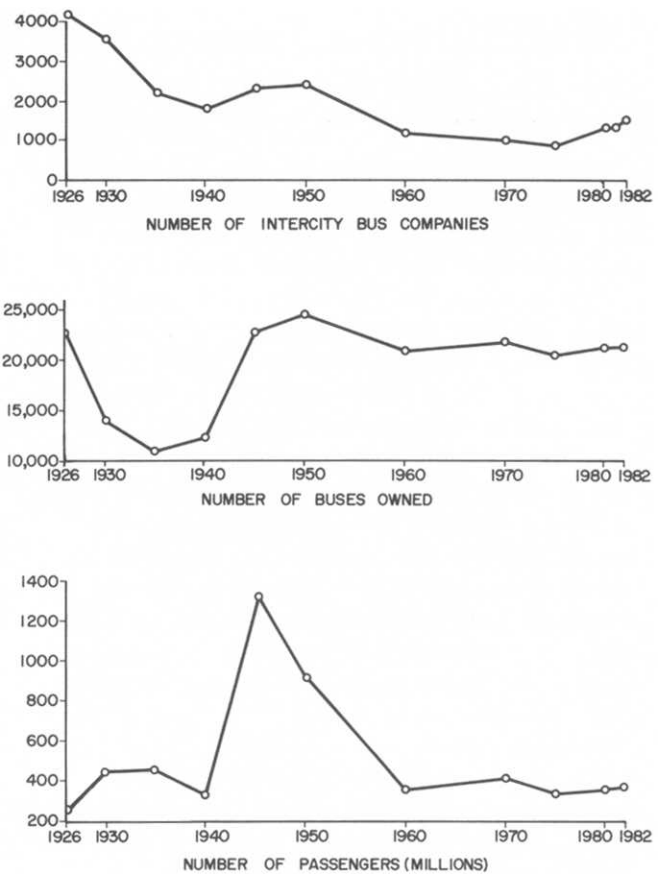 4000
3000
2000
1000
0
1926 1930 1940 1950 1960 1970 1980 1982
NUMBER OF INTERCITY BUS COMPANIES
25,000
20,000
15,000
10,000
1926 1930 1940 1950 1960 1970 1980 1982
NUMBER OF BUSES OWNED
1400
1200
1000
800
600
400
200
1926 1930 1940 1950 1960 1970 1980 1982
NUMBER OF PASSENGERS (MILLIONS)